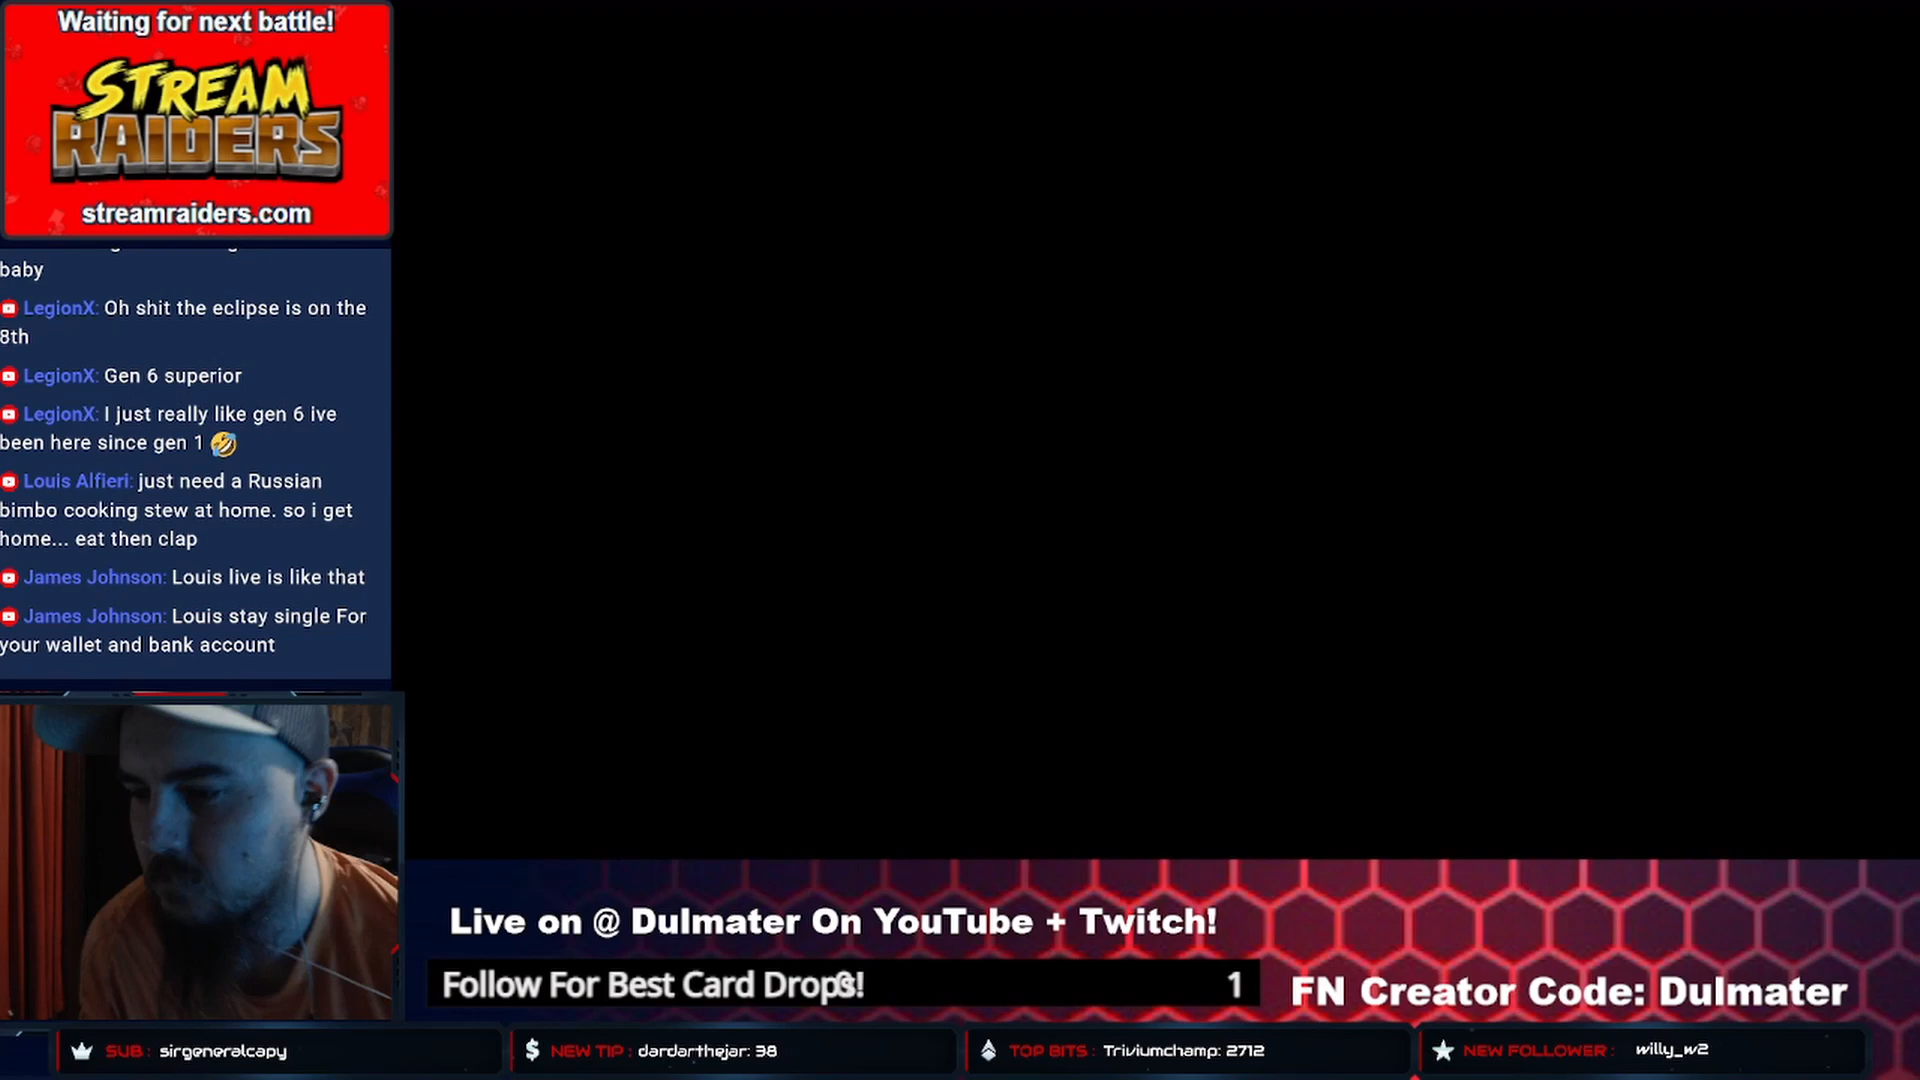 Waiting for next battle!
STREAM
RAIDERS
streamraiders.com
baby
LegionX: Oh shit the eclipse is on the
8th
LegionX: Gen 6 superior
LegionX: I just really like gen 6 ive
been here since gen 1 🤣
Louis Alfieri: just need a Russian
bimbo cooking stew at home. so i get
home... eat then clap
James Johnson: Louis live is like that
James Johnson: Louis stay single For
your wallet and bank account
Live on @ Dulmater On YouTube + Twitch!
Follow For Best Card Drops! 1
FN Creator Code: Dulmater
SUB: sirgeneralcapy
NEW TIP: dardarthejar: 38
TOP BITS: Triviumchamp: 2712
NEW FOLLOWER: willy_w2